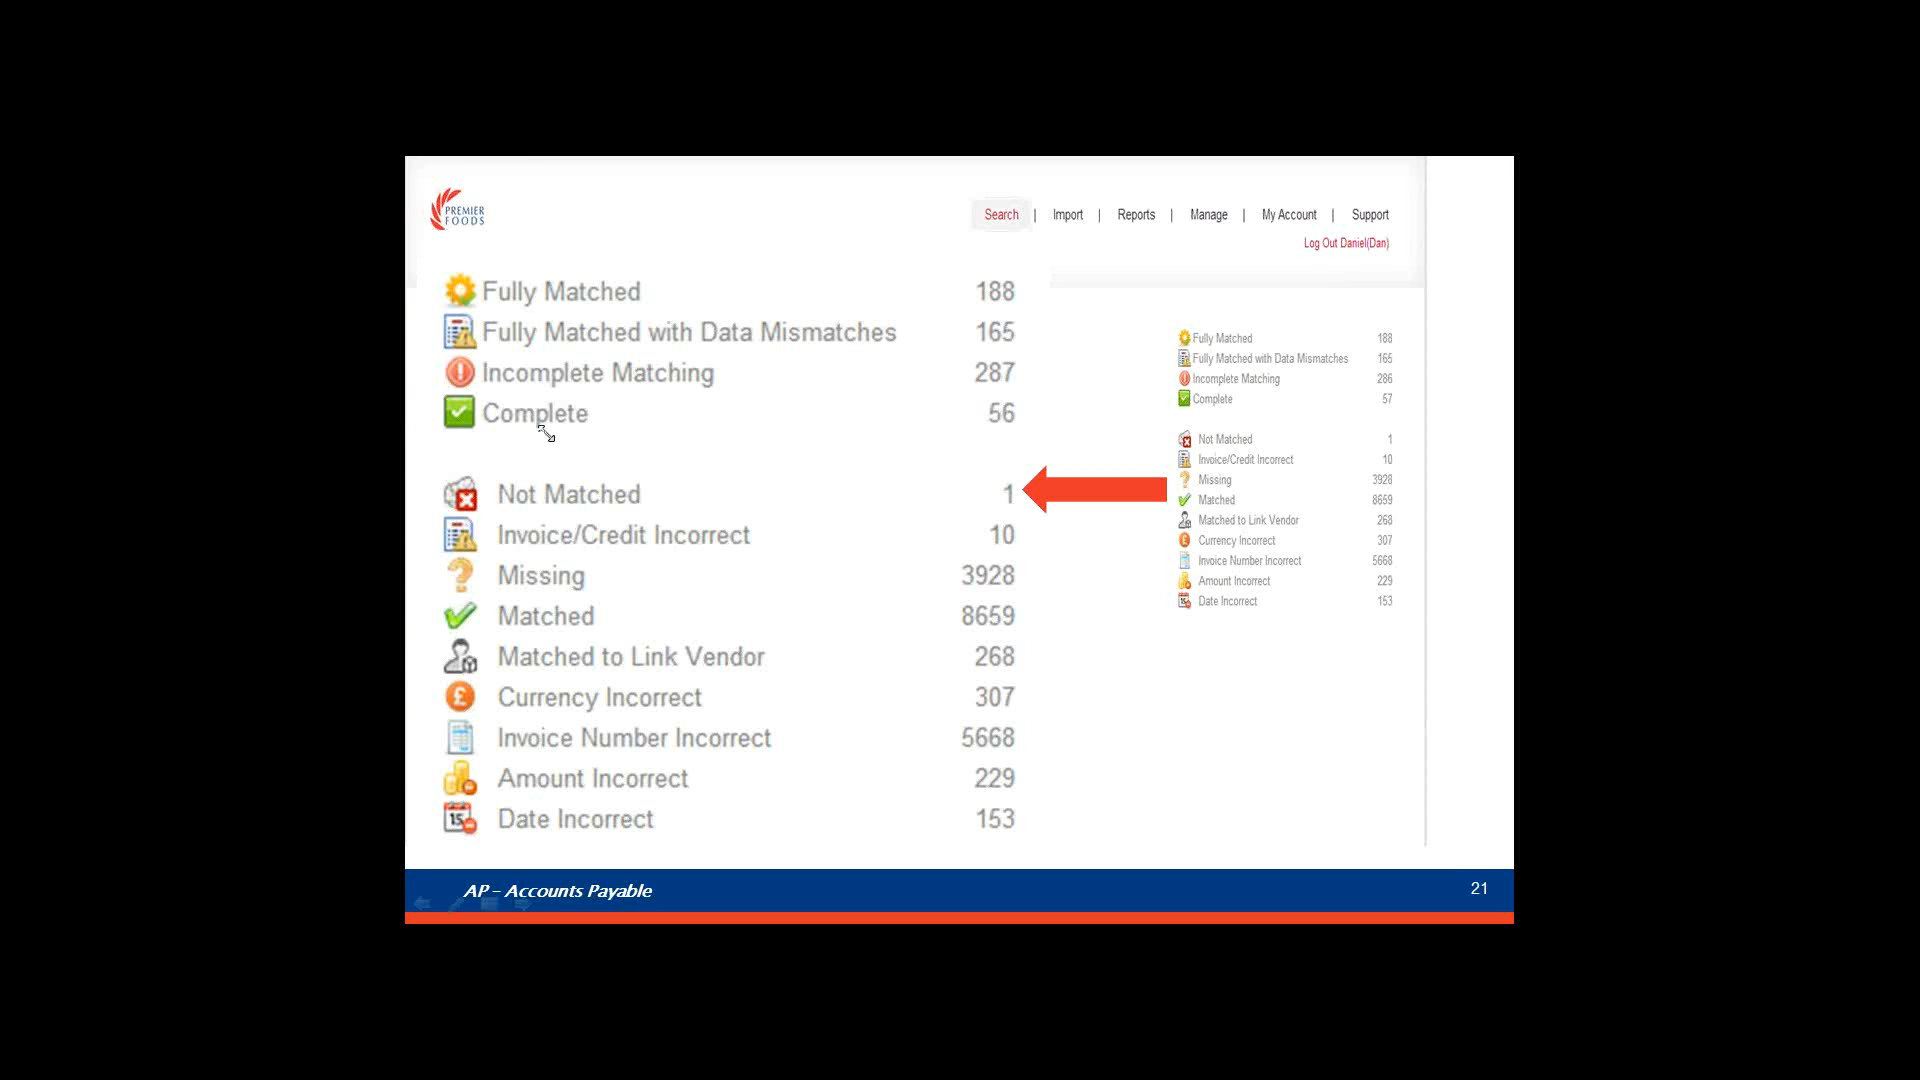 PREMIER
FOODS
Search | Import | Reports | Manage | My Account | Support
Log Out Daniel(Dan)
Fully Matched 188
Fully Matched with Data Mismatches 165
Incomplete Matching 287
Complete 56
Not Matched 1
Invoice/Credit Incorrect 10
Missing 3928
Matched 8659
Matched to Link Vendor 268
Currency Incorrect 307
Invoice Number Incorrect 5668
Amount Incorrect 229
Date Incorrect 153
Fully Matched 188
Fully Matched with Data Mismatches 165
Incomplete Matching 286
Complete 57
Not Matched 1
Invoice/Credit Incorrect 10
Missing 3928
Matched 8659
Matched to Link Vendor 268
Currency Incorrect 307
Invoice Number Incorrect 5668
Amount Incorrect 229
Date Incorrect 153
AP – Accounts Payable 21